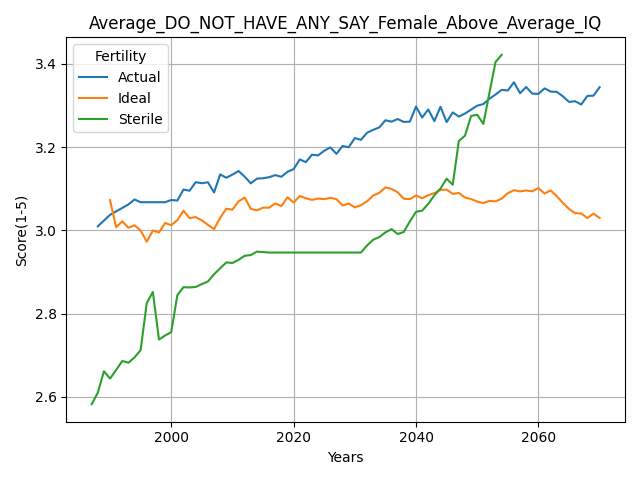 Average_DO_NOT_HAVE_ANY_SAY_Female_Above_Average_IQ
Fertility
Actual
Ideal
Sterile
Score(1-5)
3.4
3.2
3.0
2.8
2.6
2000 2020 2040 2060
Years